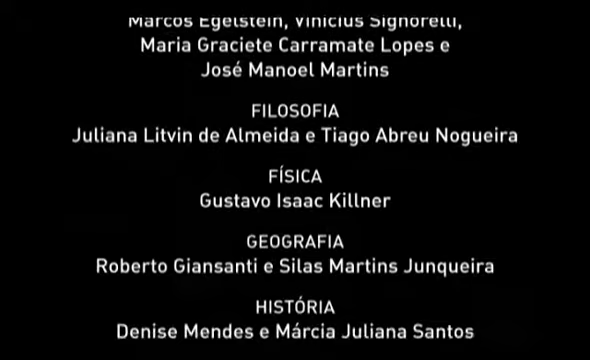 Marcos Egelstein, Vinícius Signorelli,
Maria Graciete Carramate Lopes e
José Manoel Martins
FILOSOFIA
Juliana Litvin de Almeida e Tiago Abreu Nogueira
FÍSICA
Gustavo Isaac Killner
GEOGRAFIA
Roberto Giansanti e Silas Martins Junqueira
HISTÓRIA
Denise Mendes e Márcia Juliana Santos